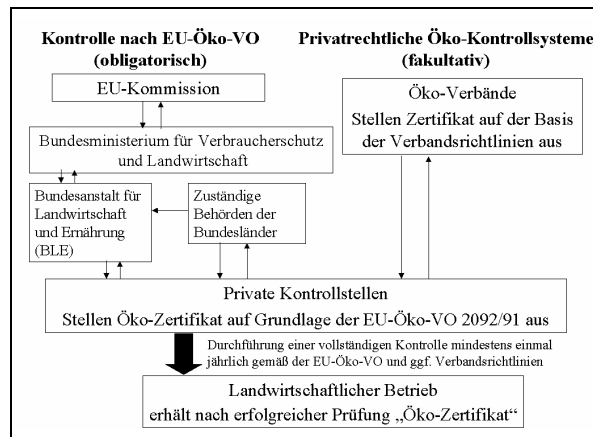 Kontrolle nach EU-Öko-VO
(obligatorisch)
Privatrechtliche Öko-Kontrollsysteme
(fakultativ)
EU-Kommission
Öko-Verbände
Stellen Zertifikat auf der Basis
der Verbandsrichtlinien aus
Bundesministerium für Verbraucherschutz
und Landwirtschaft
Bundesanstalt für
Landwirtschaft
und Ernährung
(BLE)
Zuständige
Behörden der
Bundesländer
Private Kontrollstellen
Stellen Öko-Zertifikat auf Grundlage der EU-Öko-VO 2092/91 aus
Durchführung einer vollständigen Kontrolle mindestens einmal
jährlich gemäß der EU-Öko-VO und ggf. Verbandsrichtlinien
Landwirtschaftlicher Betrieb
erhält nach erfolgreicher Prüfung „Öko-Zertifikat“